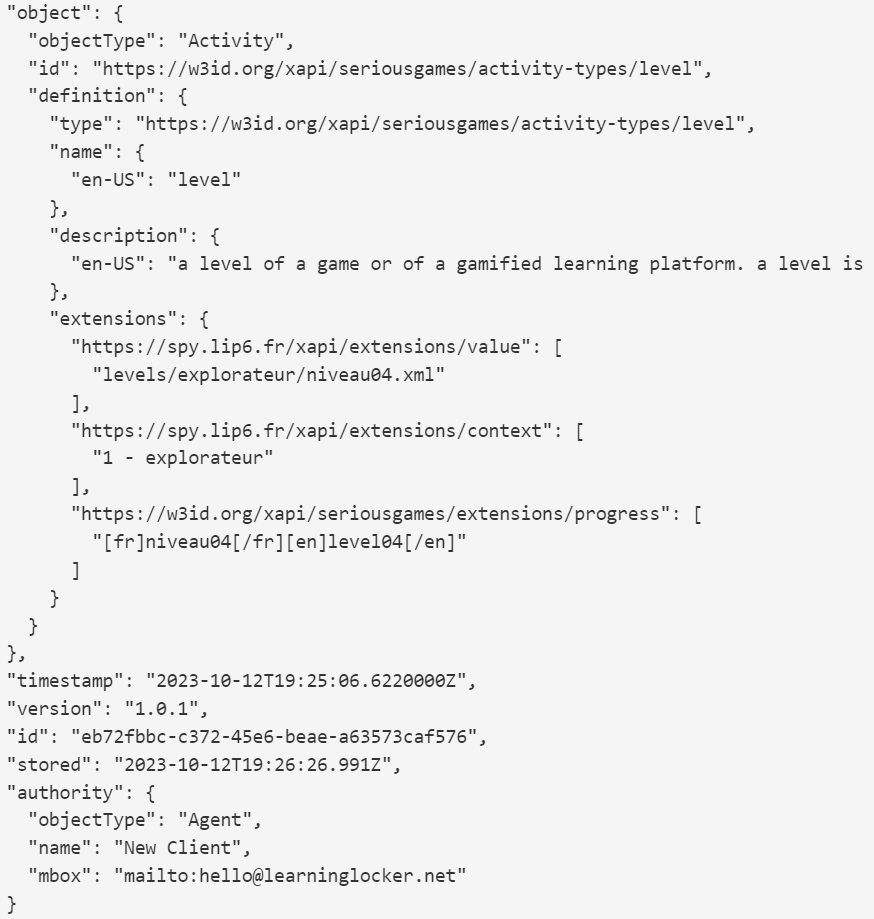 "object": {
"objectType": "Activity",
"id": "https://w3id.org/xapi/seriousgames/activity-types/level",
"definition": {
"type": "https://w3id.org/xapi/seriousgames/activity-types/level",
"name": {
"en-US": "level"
},
"description": {
"en-US": "a level of a game or of a gamified learning platform. a level is
},
"extensions": {
"https://spy.lip6.fr/xapi/extensions/value": [
"levels/explorateur/niveau04.xml"
],
"https://spy.lip6.fr/xapi/extensions/context": [
"1 - explorateur"
],
"https://w3id.org/xapi/seriousgames/extensions/progress": [
"[fr]niveau04[/fr][en]level04[/en]"
]
}
}
},
"timestamp": "2023-10-12T19:25:06.6220000Z",
"version": "1.0.1",
"id": "eb72fbbc-c372-45e6-beae-a63573caf576",
"stored": "2023-10-12T19:26:26.991Z",
"authority": {
"objectType": "Agent",
"name": "New Client",
"mbox": "mailto:hello@learninglocker.net"
}